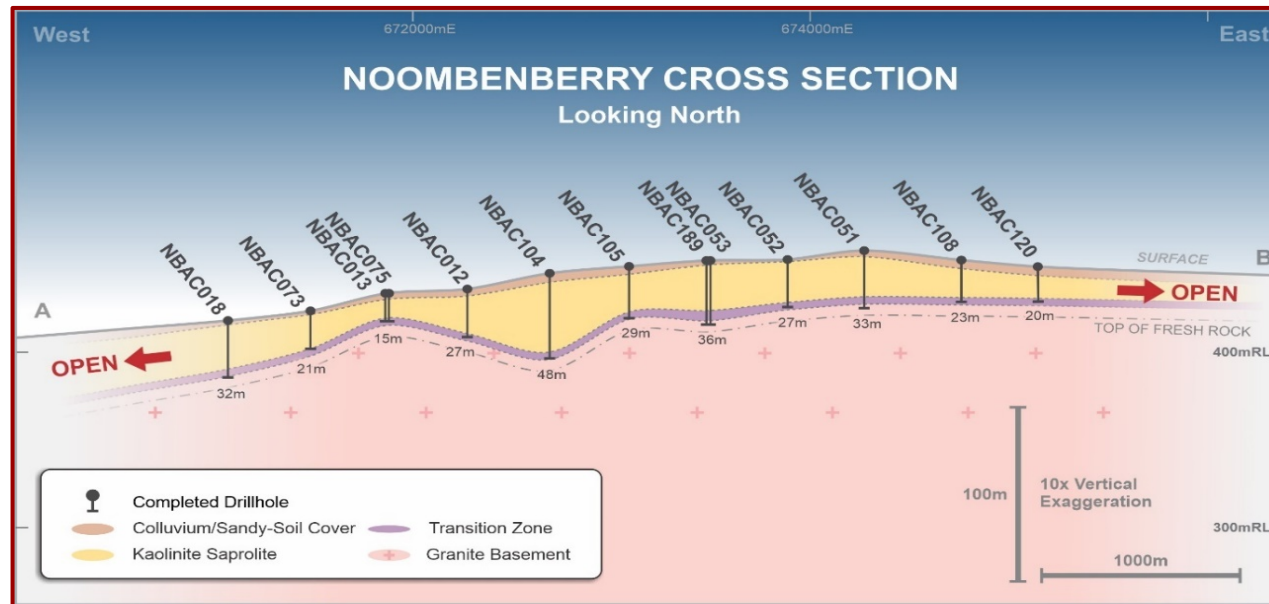 West
672000mE
674000mE
East
NOOMBENBERRY CROSS SECTION
Looking North
NBAC018
NBAC073
NBAC013
NBAC075
NBAC012
NBAC104
NBAC105
NBAC189
NBAC053
NBAC052
NBAC051
NBAC108
NBAC120
SURFACE
A
B
OPEN
OPEN
32m
21m
15m
27m
48m
29m
36m
27m
33m
23m
20m
TOP OF FRESH ROCK
400mRL
300mRL
100m
10x Vertical
Exaggeration
1000m
Completed Drillhole
Colluvium/Sandy-Soil Cover
Transition Zone
Kaolinite Saprolite
Granite Basement